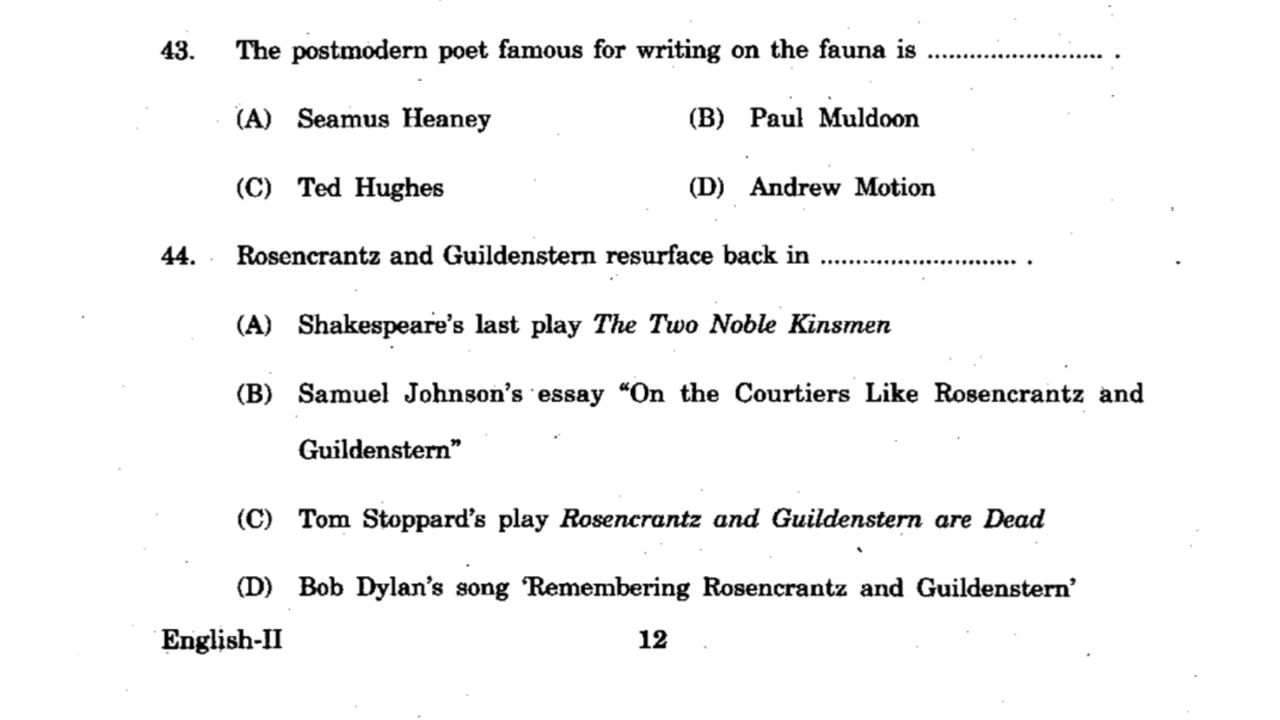 43. The postmodern poet famous for writing on the fauna is ......................... .
(A) Seamus Heaney (B) Paul Muldoon
(C) Ted Hughes (D) Andrew Motion
44. Rosencrantz and Guildenstern resurface back in ............................ .
(A) Shakespeare's last play The Two Noble Kinsmen
(B) Samuel Johnson's essay “On the Courtiers Like Rosencrantz and
Guildenstern”
(C) Tom Stoppard's play Rosencrantz and Guildenstern are Dead
(D) Bob Dylan's song ‘Remembering Rosencrantz and Guildenstern’
English-II 12